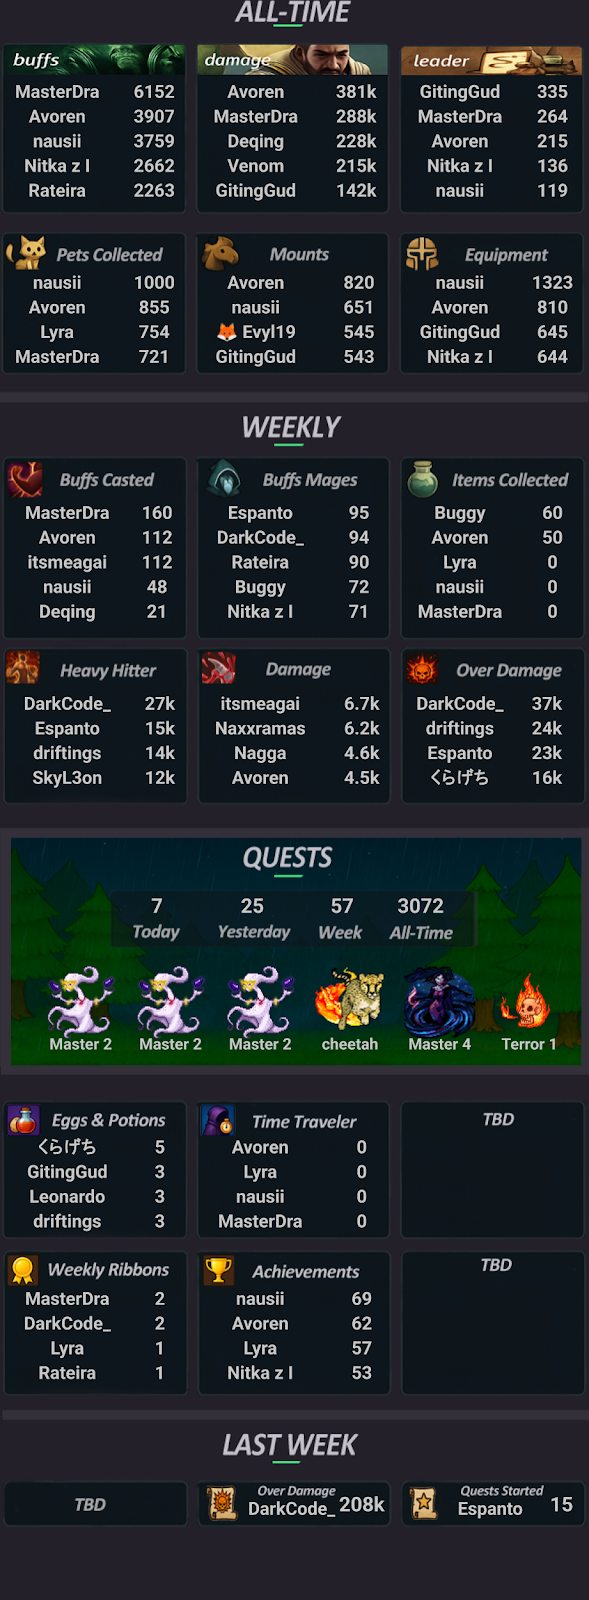 ALL-TIME
buffs damage leader
MasterDra 6152 Avoren 381k GitingGud 335
Avoren 3907 MasterDra 288k MasterDra 264
nausii 3759 Deqing 228k Avoren 215
Nitka z l 2662 Venom 215k Nitka z l 136
Rateira 2263 GitingGud 142k nausii 119
Pets Collected Mounts Equipment
nausii 1000 Avoren 820 nausii 1323
Avoren 855 nausii 651 Avoren 810
Lyra 754 🦊 Evyl19 545 GitingGud 645
MasterDra 721 GitingGud 543 Nitka z l 644
WEEKLY
Buffs Casted Buffs Mages Items Collected
MasterDra 160 Espanto 95 Buggy 60
Avoren 112 DarkCode_ 94 Avoren 50
itsmeagai 112 Rateira 90 Lyra 0
nausii 48 Buggy 72 nausii 0
Deqing 21 Nitka z l 71 MasterDra 0
Heavy Hitter Damage Over Damage
DarkCode_ 27k itsmeagai 6.7k DarkCode_ 37k
Espanto 15k Naxxramas 6.2k driftings 24k
driftings 14k Nagga 4.6k Espanto 23k
SkyL3on 12k Avoren 4.5k くらげち 16k
QUESTS
7 25 57 3072
Today Yesterday Week All-Time
Master 2 Master 2 Master 2 cheetah Master 4 Terror 1
Eggs & Potions Time Traveler TBD
くらげち 5 Avoren 0
GitingGud 3 Lyra 0
Leonardo 3 nausii 0
driftings 3 MasterDra 0
Weekly Ribbons Achievements TBD
MasterDra 2 nausii 69
DarkCode_ 2 Avoren 62
Lyra 1 Lyra 57
Rateira 1 Nitka z l 53
LAST WEEK
TBD Over Damage DarkCode_ 208k Quests Started Espanto 15